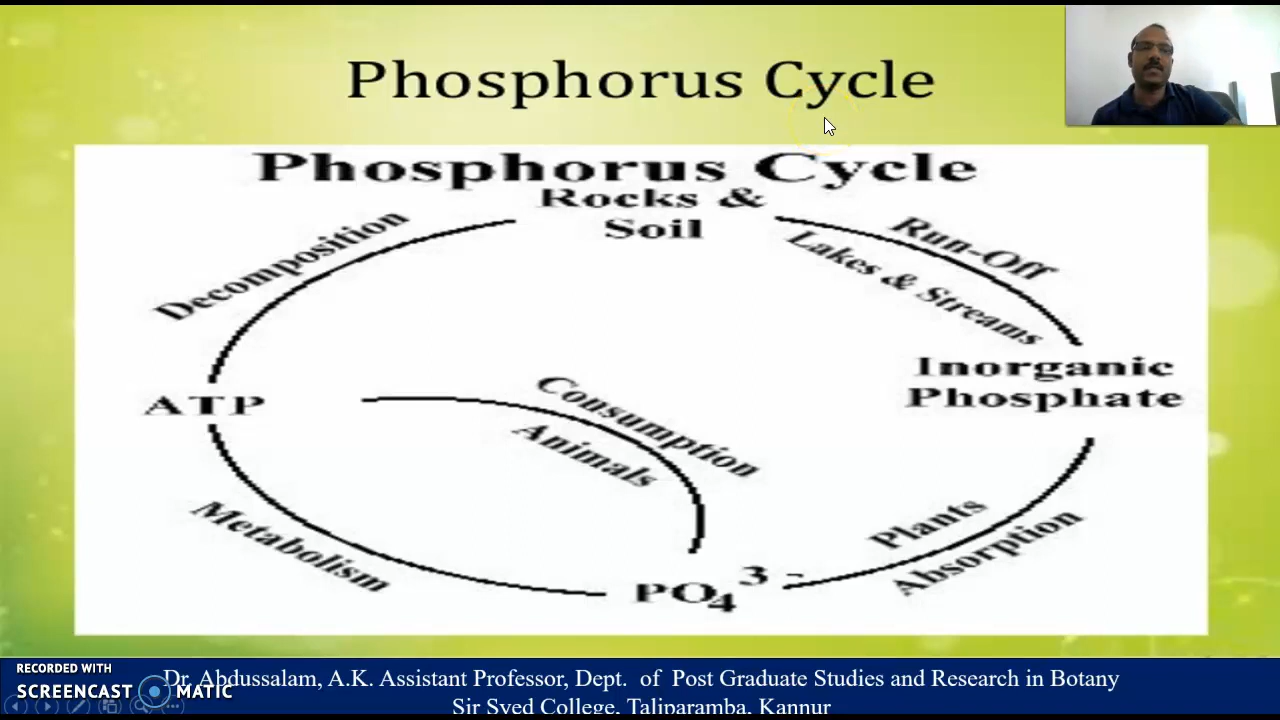 Phosphorus Cycle
Phosphorus Cycle
Rocks &
Soil
Decomposition
Run-Off
Lakes & Streams
Inorganic
Phosphate
ATP
Consumption
Animals
Metabolism
Plants
Absorption
PO₄³⁻
RECORDED WITH
SCREENCAST MATIC
Dr. Abdussalam, A.K. Assistant Professor, Dept. of Post Graduate Studies and Research in Botany
Sir Syed College, Taliparamba, Kannur